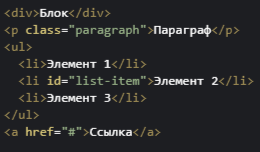 <div>Блок</div>
<p class="paragraph">Параграф</p>
<ul>
  <li>Элемент 1</li>
  <li id="list-item">Элемент 2</li>
  <li>Элемент 3</li>
</ul>
<a href="#">Ссылка</a>